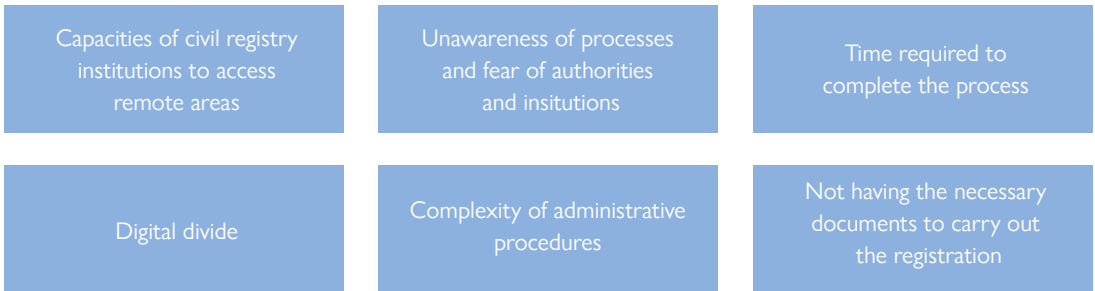 Capacities of civil registry
institutions to access
remote areas
Unawareness of processes
and fear of authorities
and insitutions
Time required to
complete the process
Digital divide
Complexity of administrative
procedures
Not having the necessary
documents to carry out
the registration